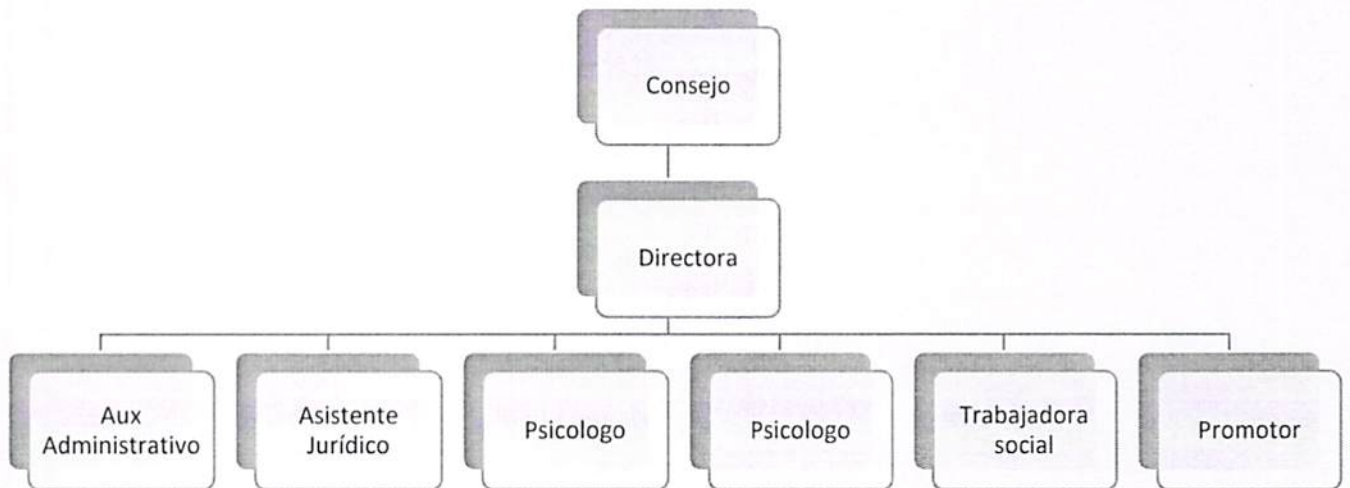 Consejo
Directora
Aux
Administrativo
Asistente
Jurídico
Psicologo
Psicologo
Trabajadora
social
Promotor